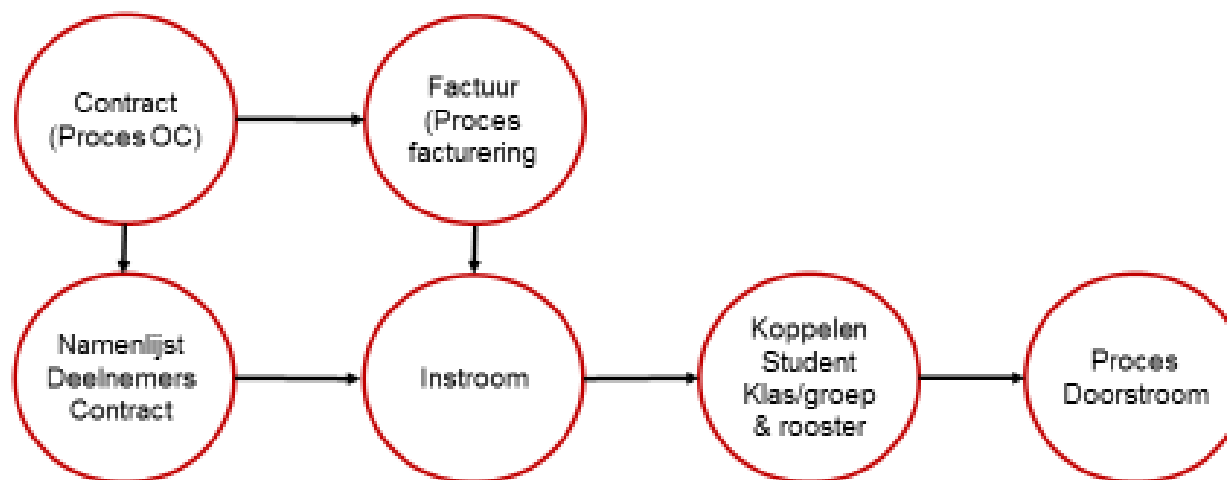 Contract
(Proces OC)
Factuur
(Proces
facturering
Namenlijst
Deelnemers
Contract
Instroom
Koppelen
Student
Klas/groep
& rooster
Proces
Doorstroom